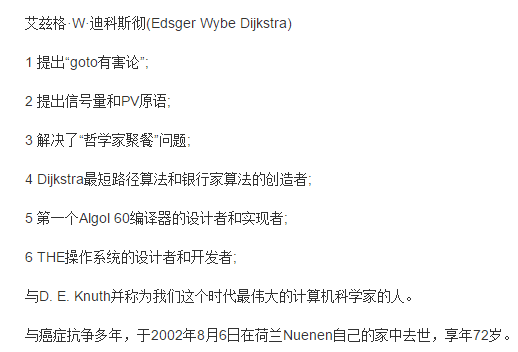 艾兹格·W·迪科斯彻(Edsger Wybe Dijkstra)
1 提出“goto有害论”;
2 提出信号量和PV原语;
3 解决了“哲学家聚餐”问题;
4 Dijkstra最短路径算法和银行家算法的创造者;
5 第一个Algol 60编译器的设计者和实现者;
6 THE操作系统的设计者和开发者;
与D. E. Knuth并称为我们这个时代最伟大的计算机科学家的人。
与癌症抗争多年，于2002年8月6日在荷兰Nuenen自己的家中去世，享年72岁。